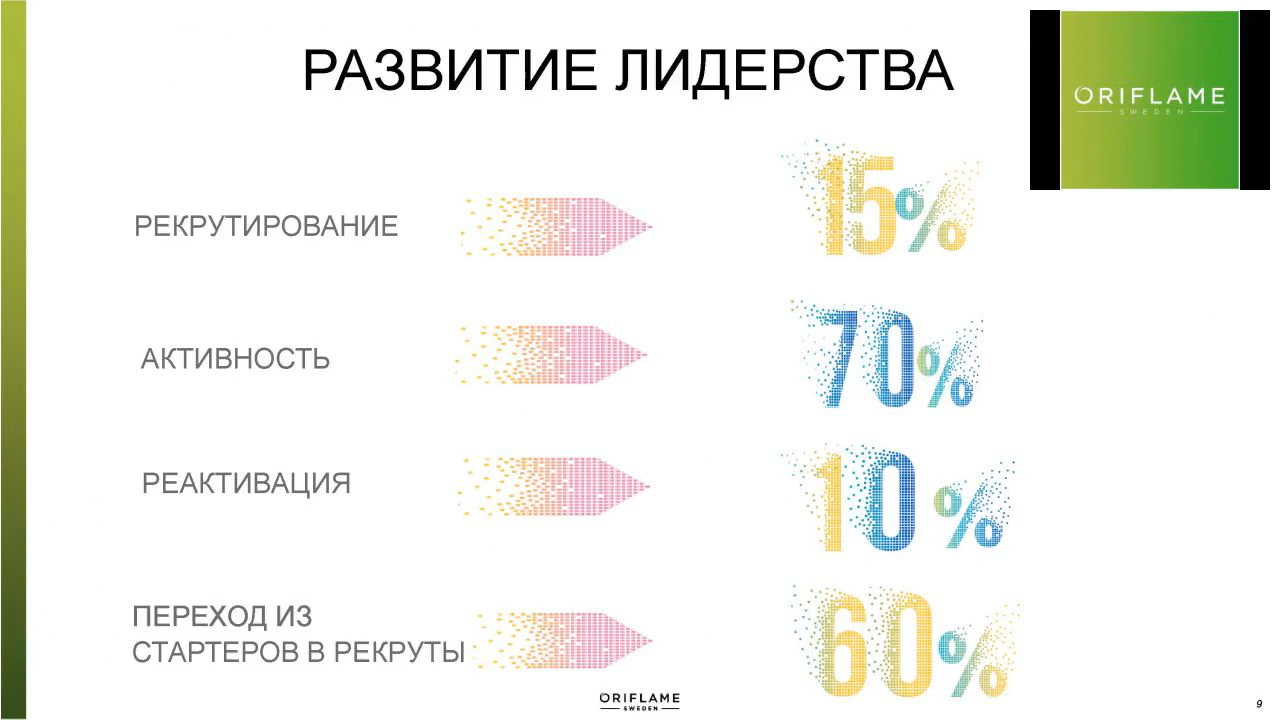 РАЗВИТИЕ ЛИДЕРСТВА
ORIFLAME
SWEDEN
РЕКРУТИРОВАНИЕ
15%
АКТИВНОСТЬ
70%
РЕАКТИВАЦИЯ
10 %
ПЕРЕХОД ИЗ
СТАРТЕРОВ В РЕКРУТЫ
60%
ORIFLAME
SWEDEN
9